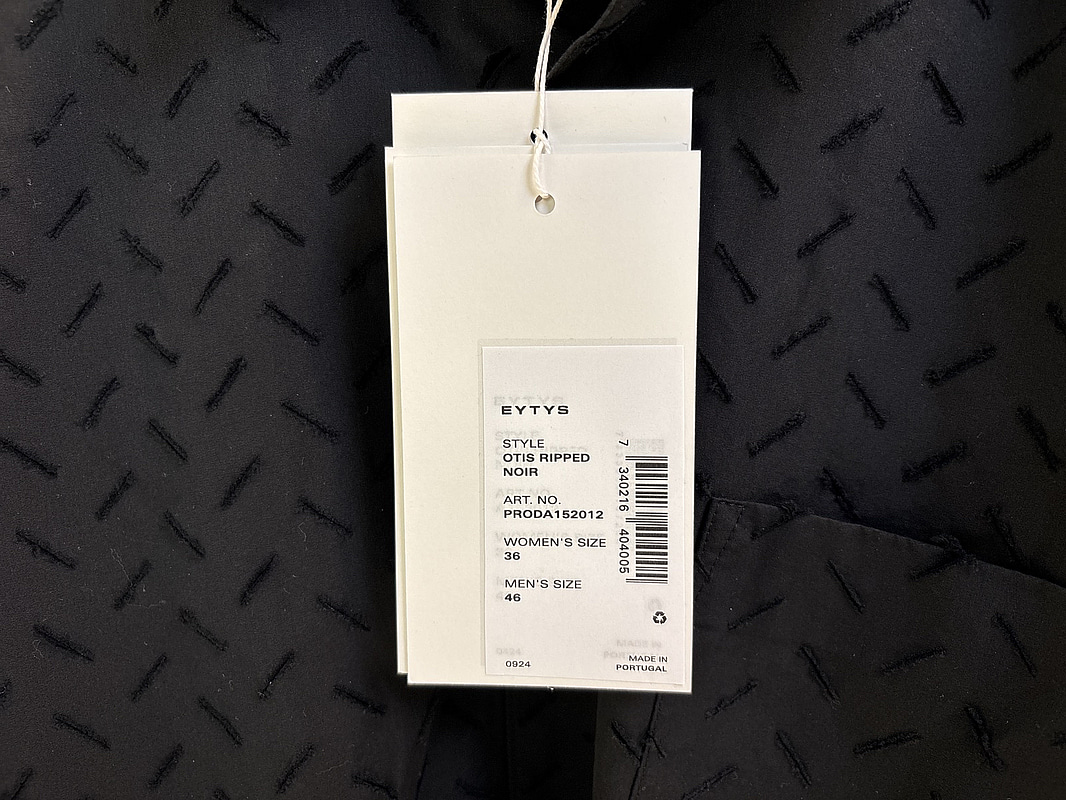 EYTYS
STYLE
OTIS RIPPED
NOIR
ART. NO.
PRODA152012
WOMEN'S SIZE
36
MEN'S SIZE
46
7 340216 404005
0924
MADE IN
PORTUGAL